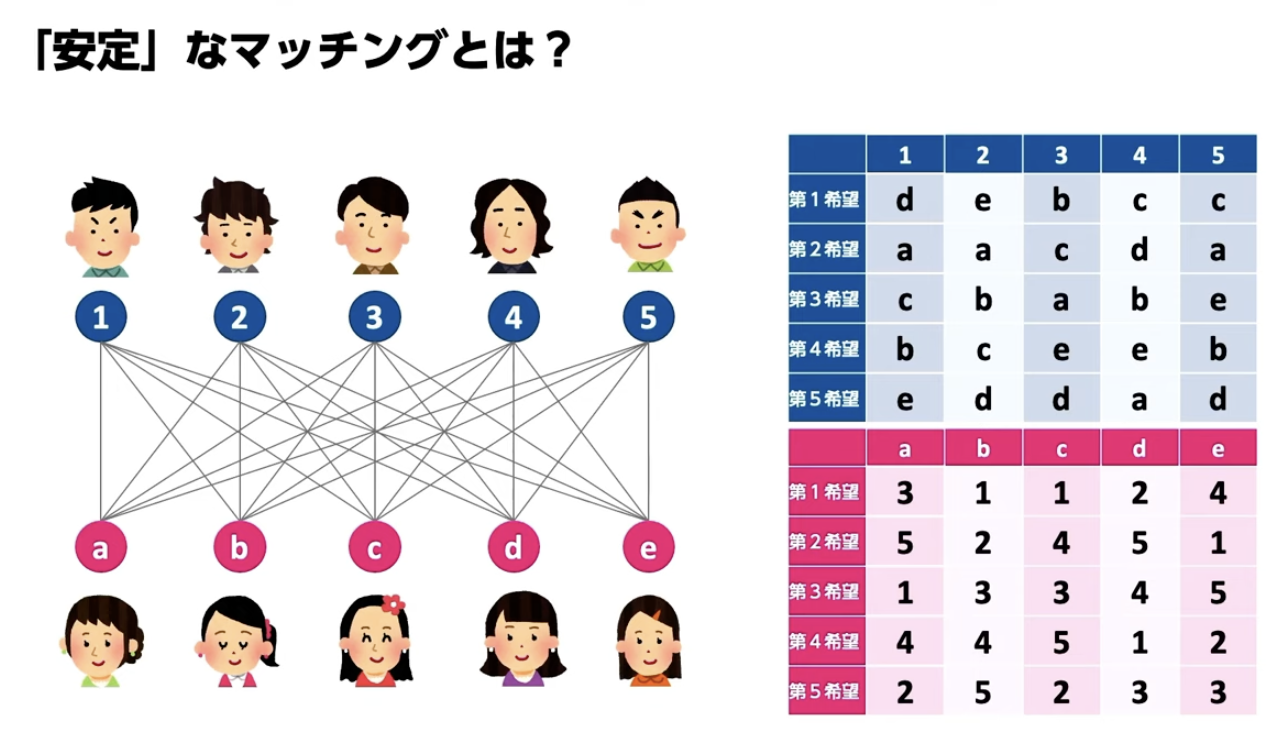 「安定」なマッチングとは？
1 2 3 4 5
a b c d e
1 2 3 4 5
第１希望 d e b c c
第２希望 a a c d a
第３希望 c b a b e
第４希望 b c e e b
第５希望 e d d a d
a b c d e
第１希望 3 1 1 2 4
第２希望 5 2 4 5 1
第３希望 1 3 3 4 5
第４希望 4 4 5 1 2
第５希望 2 5 2 3 3